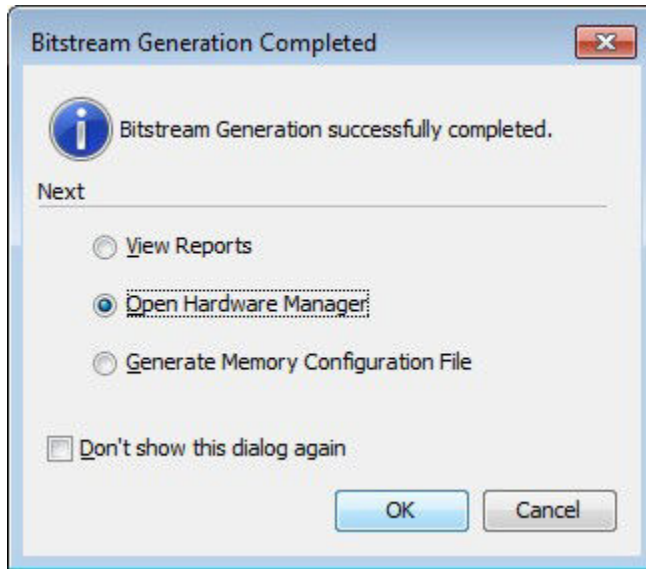 Bitstream Generation Completed
Bitstream Generation successfully completed.
Next
View Reports
Open Hardware Manager
Generate Memory Configuration File
Don't show this dialog again
OK Cancel